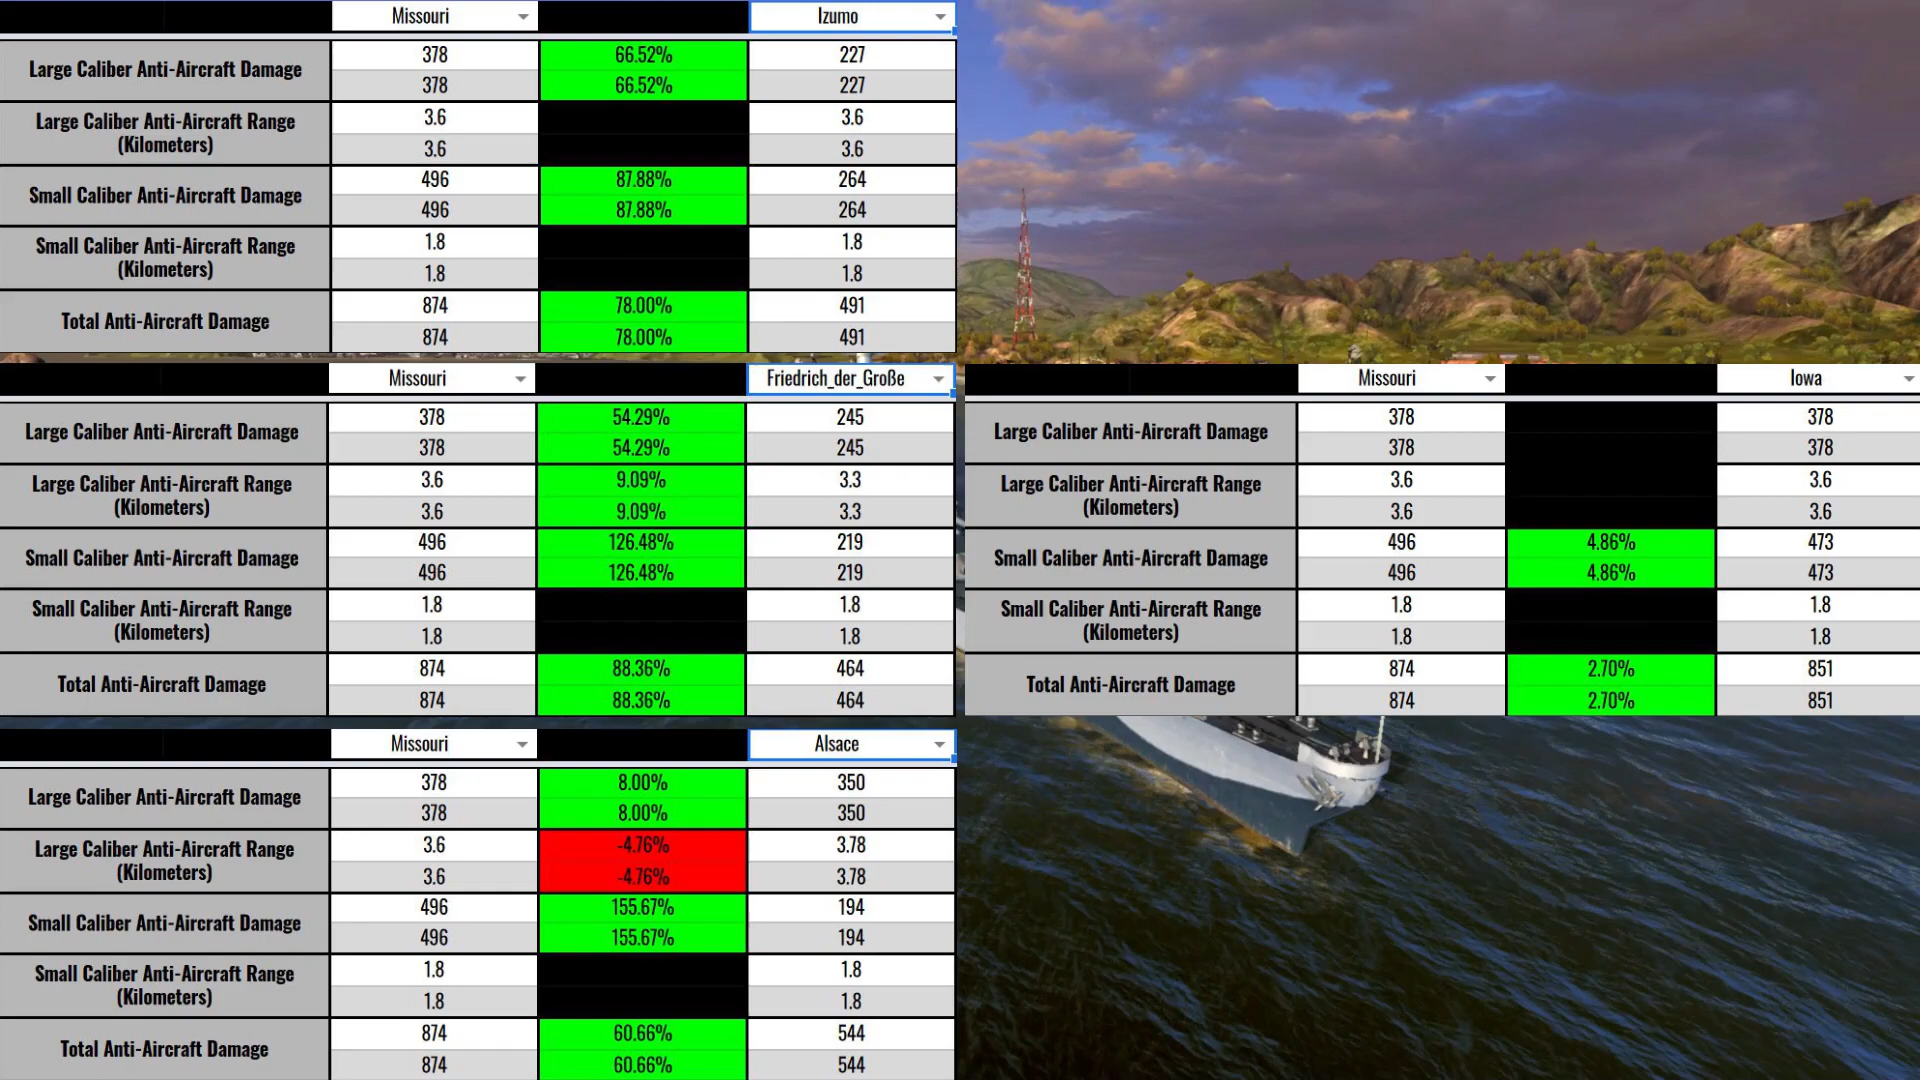 Missouri Izumo
Large Caliber Anti-Aircraft Damage 378 66.52% 227
378 66.52% 227
Large Caliber Anti-Aircraft Range (Kilometers) 3.6 3.6
3.6 3.6
Small Caliber Anti-Aircraft Damage 496 87.88% 264
496 87.88% 264
Small Caliber Anti-Aircraft Range (Kilometers) 1.8 1.8
1.8 1.8
Total Anti-Aircraft Damage 874 78.00% 491
874 78.00% 491
Missouri Friedrich_der_Große
Large Caliber Anti-Aircraft Damage 378 54.29% 245
378 54.29% 245
Large Caliber Anti-Aircraft Range (Kilometers) 3.6 9.09% 3.3
3.6 9.09% 3.3
Small Caliber Anti-Aircraft Damage 496 126.48% 219
496 126.48% 219
Small Caliber Anti-Aircraft Range (Kilometers) 1.8 1.8
1.8 1.8
Total Anti-Aircraft Damage 874 88.36% 464
874 88.36% 464
Missouri Iowa
Large Caliber Anti-Aircraft Damage 378 378
378 378
Large Caliber Anti-Aircraft Range (Kilometers) 3.6 3.6
3.6 3.6
Small Caliber Anti-Aircraft Damage 496 4.86% 473
496 4.86% 473
Small Caliber Anti-Aircraft Range (Kilometers) 1.8 1.8
1.8 1.8
Total Anti-Aircraft Damage 874 2.70% 851
874 2.70% 851
Missouri Alsace
Large Caliber Anti-Aircraft Damage 378 8.00% 350
378 8.00% 350
Large Caliber Anti-Aircraft Range (Kilometers) 3.6 -4.76% 3.78
3.6 -4.76% 3.78
Small Caliber Anti-Aircraft Damage 496 155.67% 194
496 155.67% 194
Small Caliber Anti-Aircraft Range (Kilometers) 1.8 1.8
1.8 1.8
Total Anti-Aircraft Damage 874 60.66% 544
874 60.66% 544